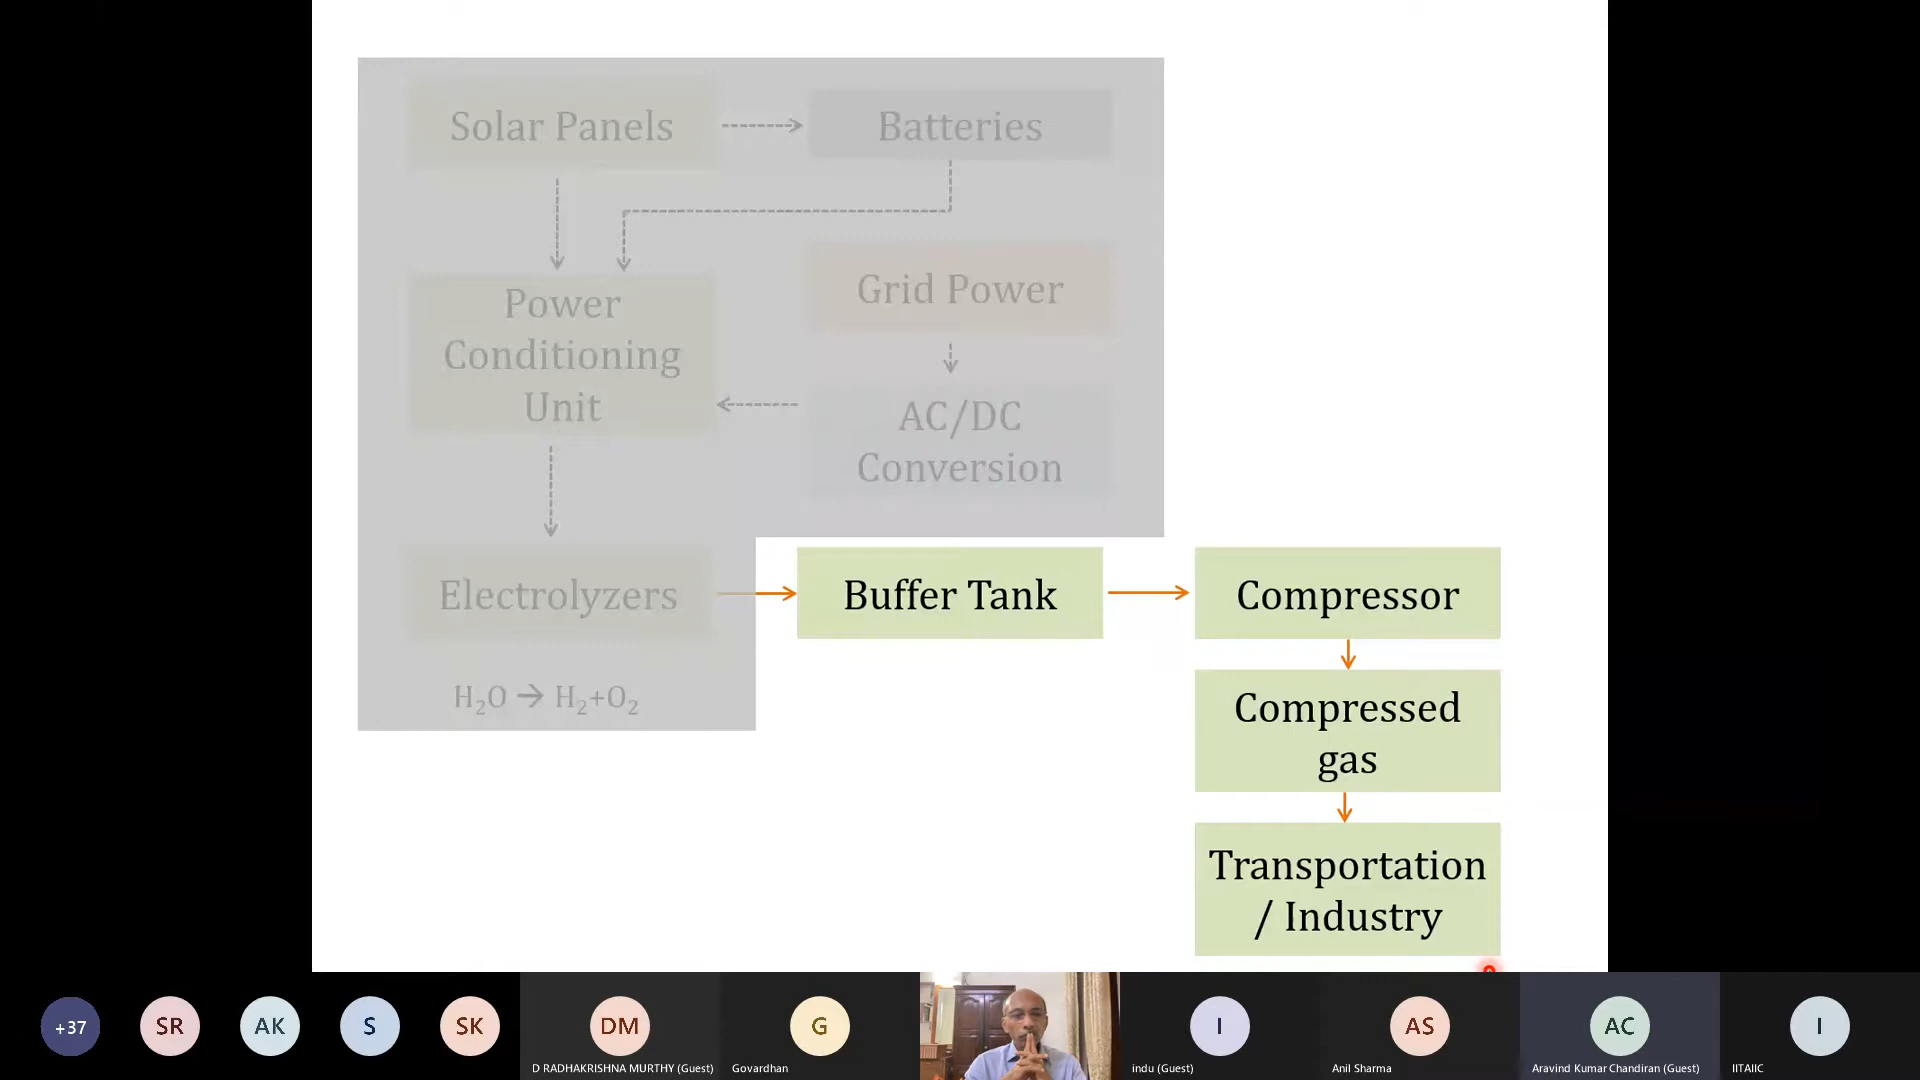 Solar Panels
Batteries
Power
Conditioning
Unit
Grid Power
AC/DC
Conversion
Electrolyzers
Buffer Tank
Compressor
H₂O → H₂+O₂
Compressed
gas
Transportation
/ Industry
+37
SR
AK
S
SK
DM
D RADHAKRISHNA MURTHY (Guest)
G
Govardhan
I
indu (Guest)
AS
Anil Sharma
AC
Aravind Kumar Chandiran (Guest)
I
IITAIIC